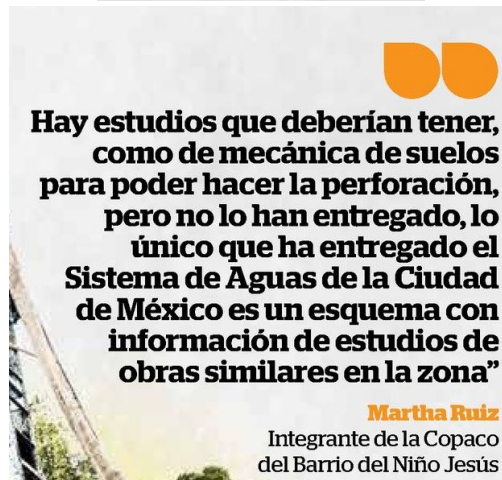 Hay estudios que deberían tener,
como de mecánica de suelos
para poder hacer la perforación,
pero no lo han entregado, lo
único que ha entregado el
Sistema de Aguas de la Ciudad
de México es un esquema con
información de estudios de
obras similares en la zona”
Martha Ruiz
Integrante de la Copaco
del Barrio del Niño Jesús